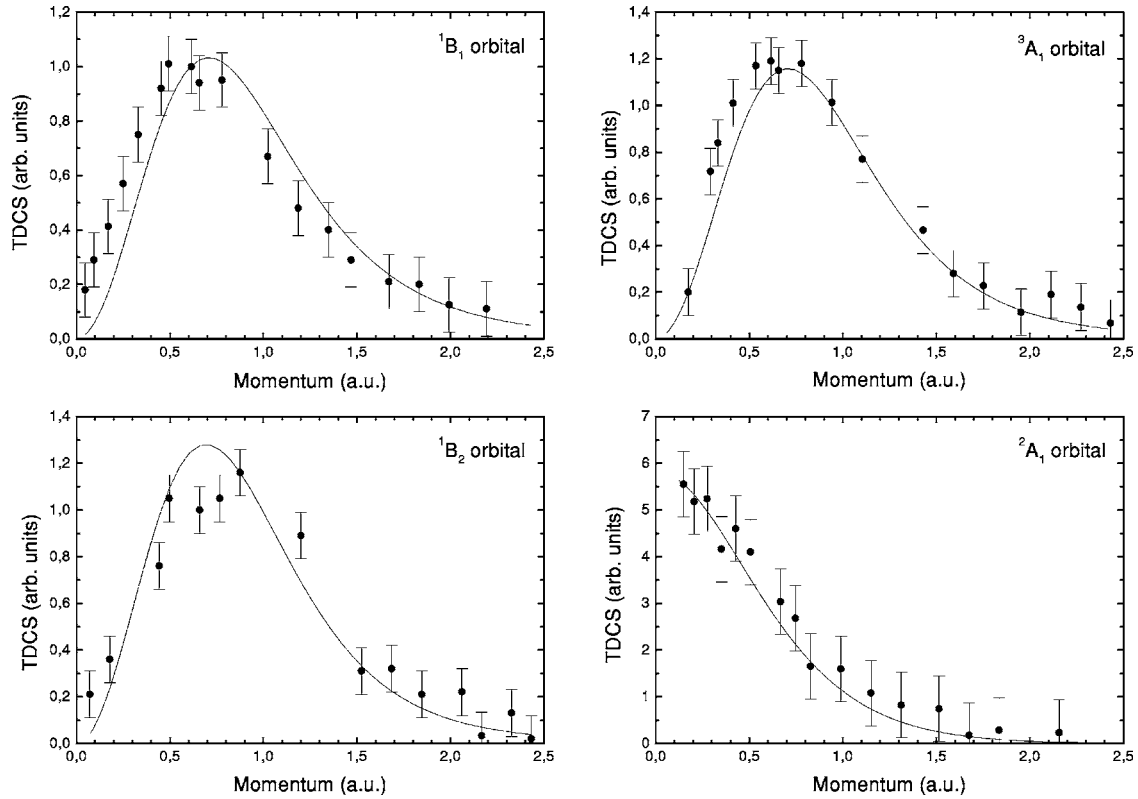 ¹B₁ orbital
TDCS (arb. units)
1,4
1,2
1,0
0,8
0,6
0,4
0,2
0,0
0,0 0,5 1,0 1,5 2,0 2,5
Momentum (a.u.)
³A₁ orbital
TDCS (arb. units)
1,4
1,2
1,0
0,8
0,6
0,4
0,2
0,0
0,0 0,5 1,0 1,5 2,0 2,5
Momentum (a.u.)
¹B₂ orbital
TDCS (arb. units)
1,4
1,2
1,0
0,8
0,6
0,4
0,2
0,0
0,0 0,5 1,0 1,5 2,0 2,5
Momentum (a.u.)
²A₁ orbital
TDCS (arb. units)
7
6
5
4
3
2
1
0
0,0 0,5 1,0 1,5 2,0 2,5
Momentum (a.u.)